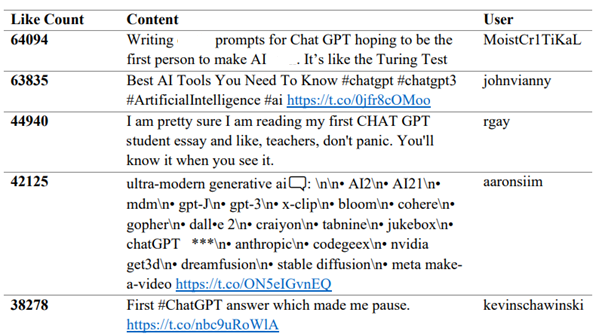 Like Count Content User
64094 Writing prompts for Chat GPT hoping to be the MoistCr1TiKaL
first person to make AI . It's like the Turing Test
63835 Best AI Tools You Need To Know #chatgpt #chatgpt3 johnvianny
#ArtificialIntelligence #ai https://t.co/0jfr8cOMoo
44940 I am pretty sure I am reading my first CHAT GPT rgay
student essay and like, teachers, don't panic. You'll
know it when you see it.
42125 ultra-modern generative ai🗨: \n\n• AI2\n• AI21\n• aaronsiim
mdm\n• gpt-J\n• gpt-3\n• x-clip\n• bloom\n• cohere\n•
gopher\n• dall•e 2\n• craiyon\n• tabnine\n• jukebox\n•
chatGPT ***\n• anthropic\n• codegeex\n• nvidia
get3d\n• dreamfusion\n• stable diffusion\n• meta make-
a-video https://t.co/ON5eIGvnEQ
38278 First #ChatGPT answer which made me pause. kevinschawinski
https://t.co/nbc9uRoWlA